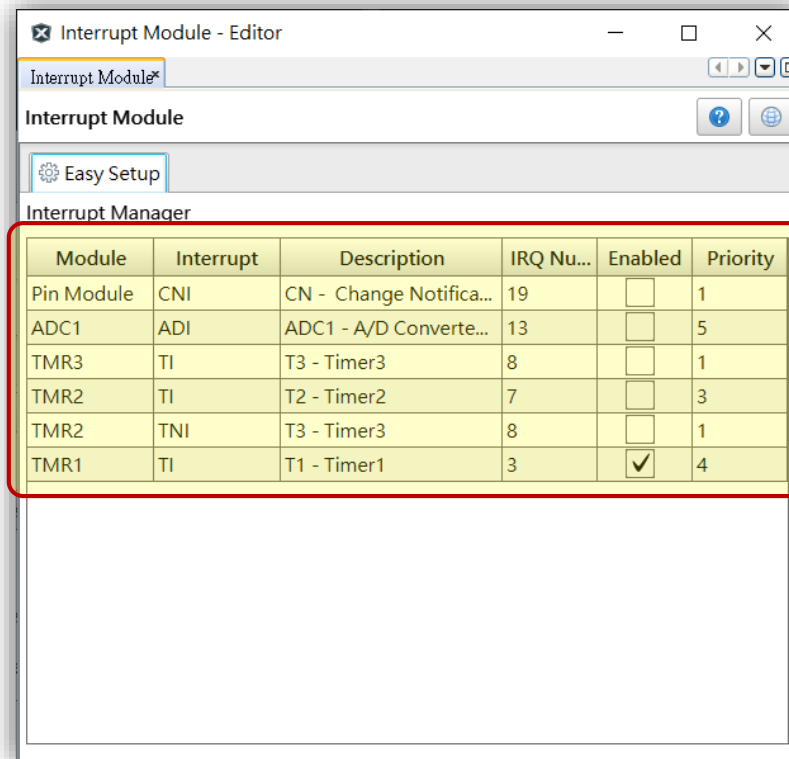 Interrupt Module - Editor
Interrupt Module
Interrupt Module
Easy Setup
Interrupt Manager
Module Interrupt Description IRQ Nu... Enabled Priority
Pin Module CNI CN - Change Notifica... 19 1
ADC1 ADI ADC1 - A/D Converte... 13 5
TMR3 TI T3 - Timer3 8 1
TMR2 TI T2 - Timer2 7 3
TMR2 TNI T3 - Timer3 8 1
TMR1 TI T1 - Timer1 3 4